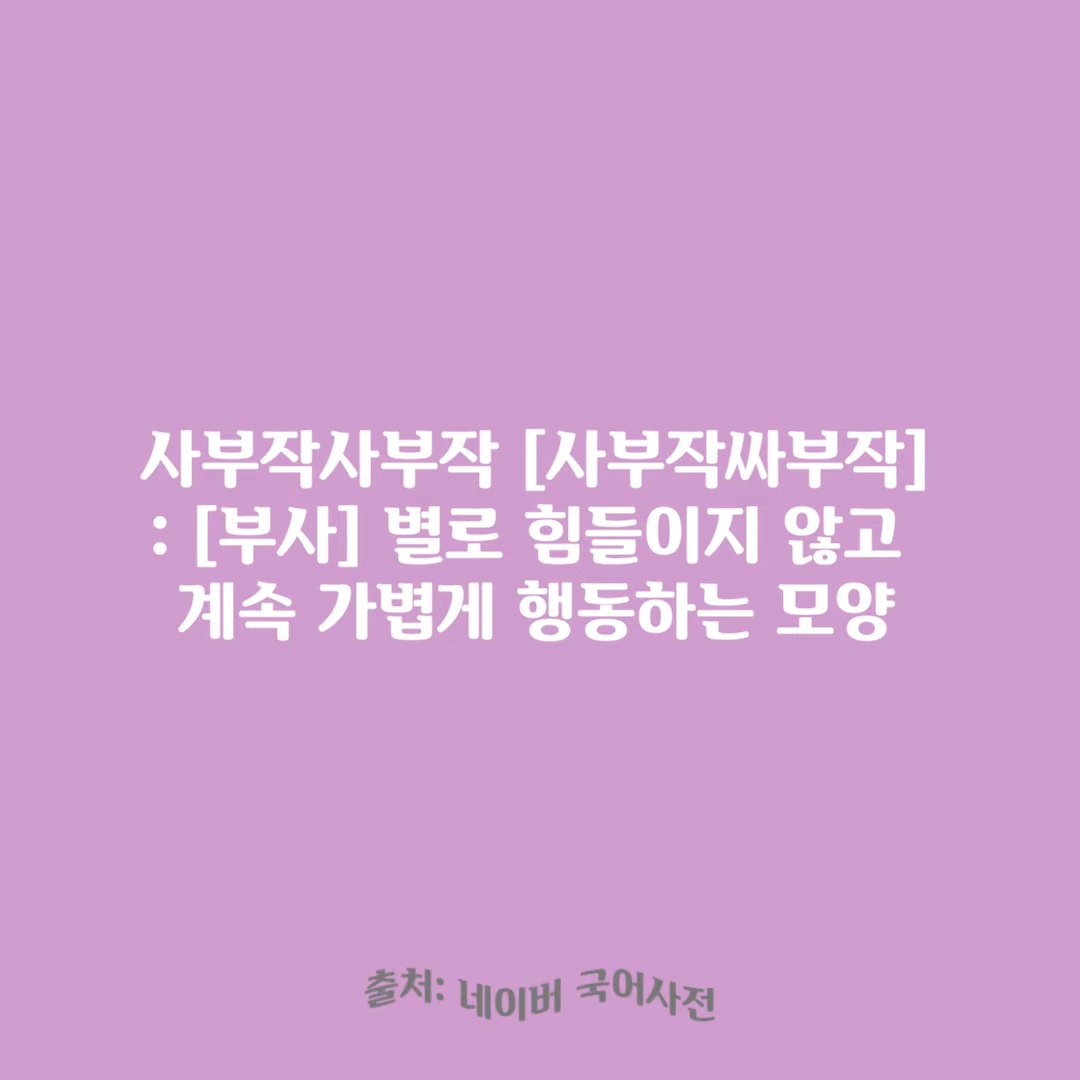 사부작사부작 [사부작싸부작]
: [부사] 별로 힘들이지 않고
계속 가볍게 행동하는 모양
출처: 네이버 국어사전